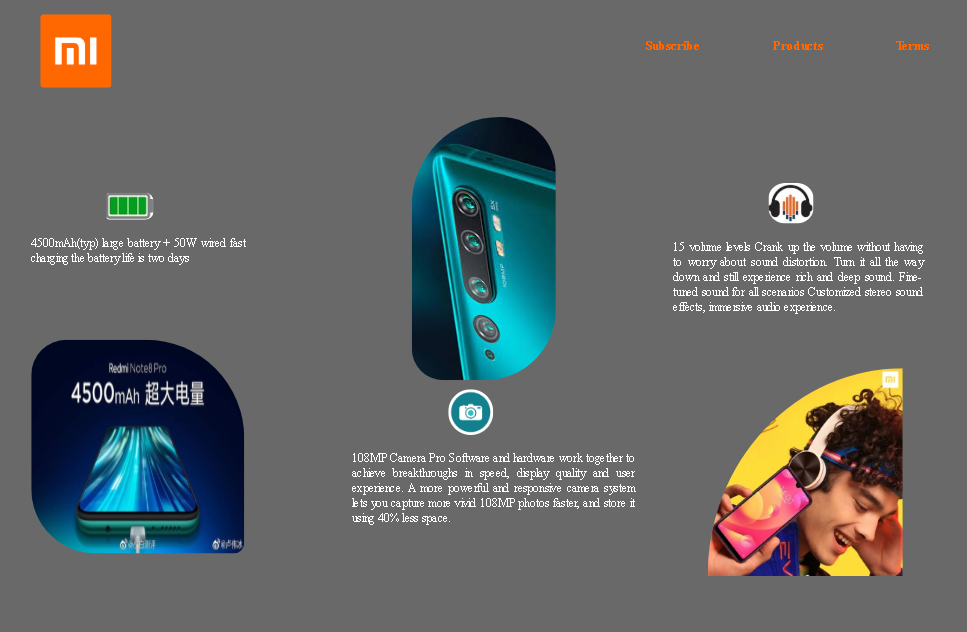 mi
Subscribe Products Terms
4500mAh(typ) large battery + 50W wired fast
charging the battery life is two days
Redmi Note8 Pro
4500mAh 超大电量
5X
108MP
108MP Camera Pro Software and hardware work together to
achieve breakthroughs in speed, display quality and user
experience. A more powerful and responsive camera system
lets you capture more vivid 108MP photos faster, and store it
using 40% less space.
15 volume levels Crank up the volume without having
to worry about sound distortion. Turn it all the way
down and still experience rich and deep sound. Fine-
tuned sound for all scenarios Customized stereo sound
effects, immersive audio experience.
mi